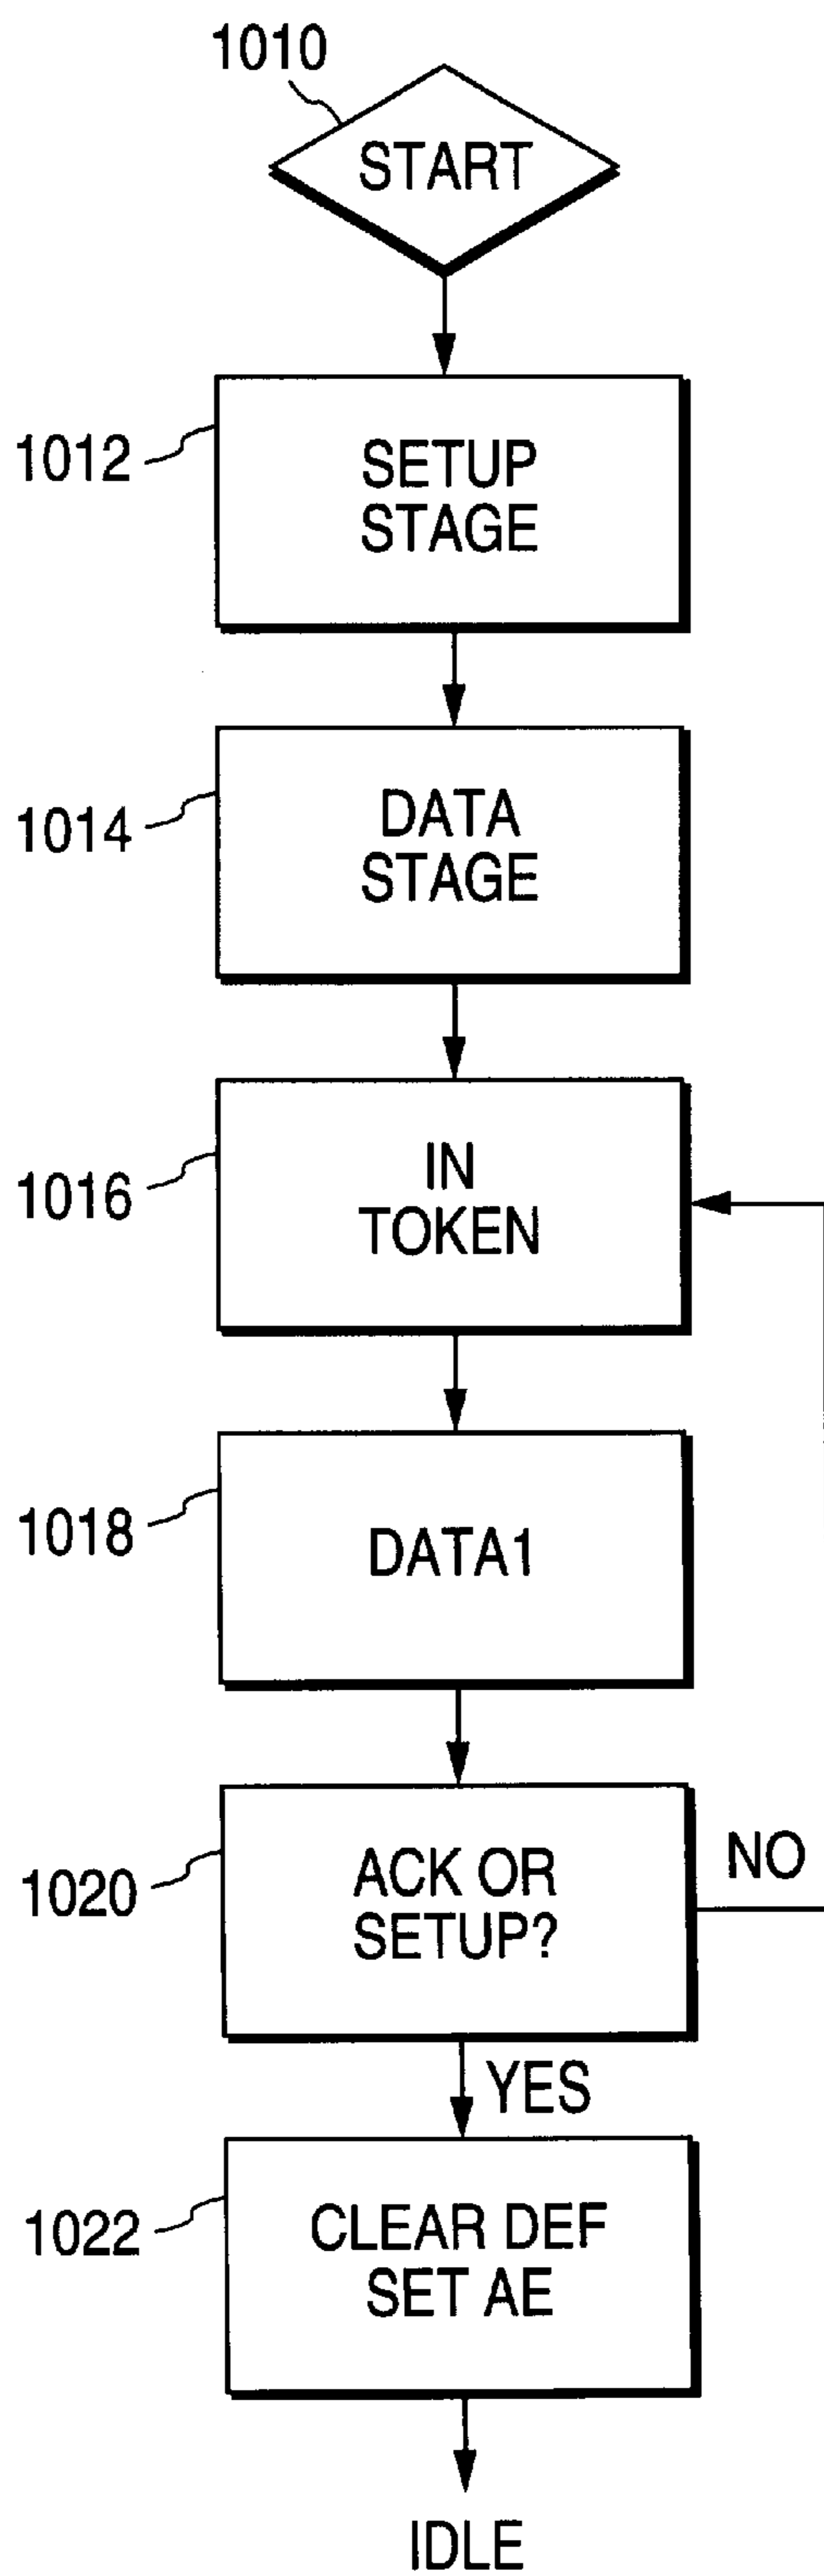 1010
START
1012
SETUP
STAGE
1014
DATA
STAGE
1016
IN
TOKEN
1018
DATA1
1020
ACK OR
SETUP?
NO
YES
1022
CLEAR DEF
SET AE
IDLE